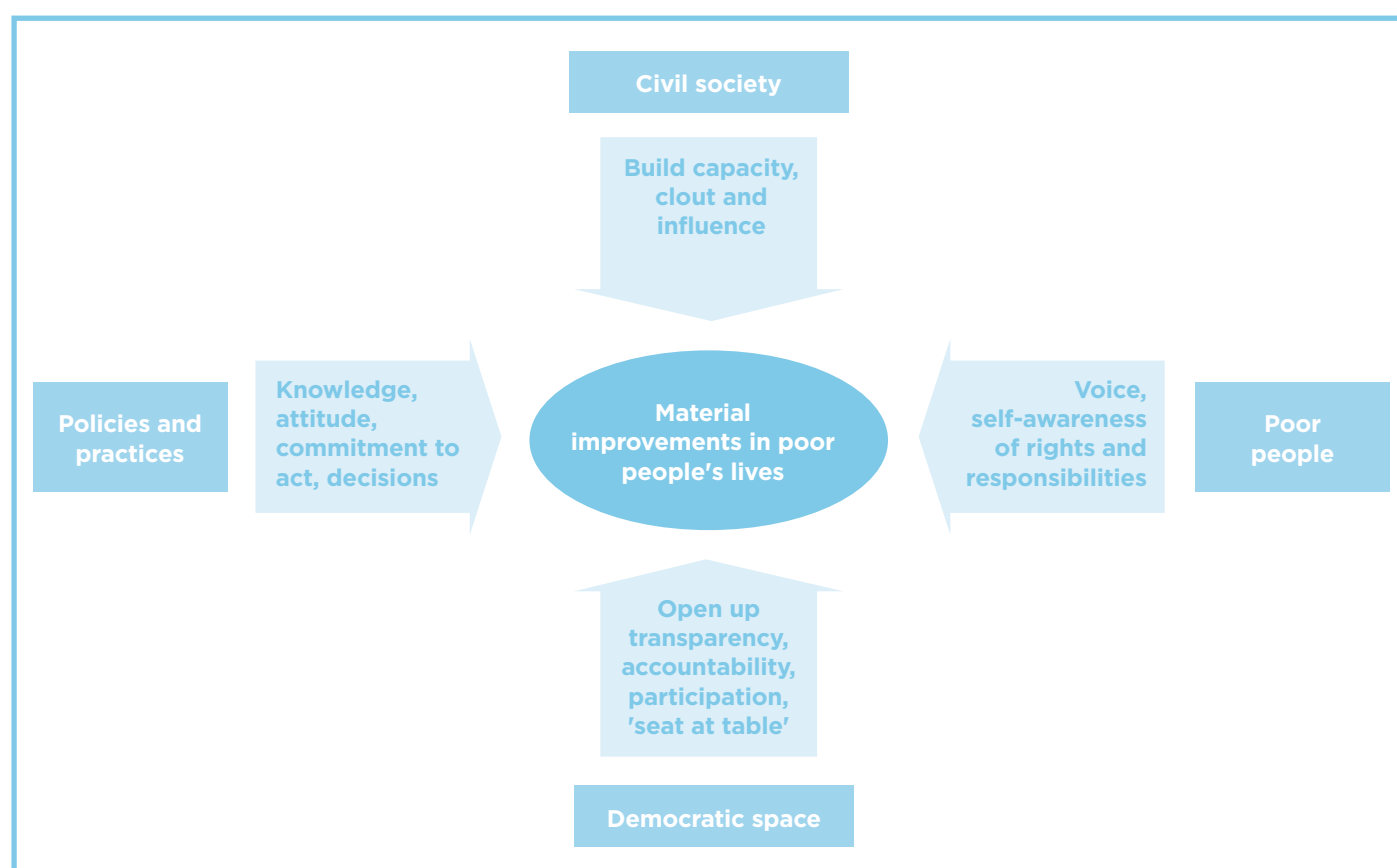 Civil society
Build capacity,
clout and
influence
Policies and
practices
Knowledge,
attitude,
commitment to
act, decisions
Material
improvements in poor
people's lives
Voice,
self-awareness
of rights and
responsibilities
Poor
people
Open up
transparency,
accountability,
participation,
'seat at table'
Democratic space